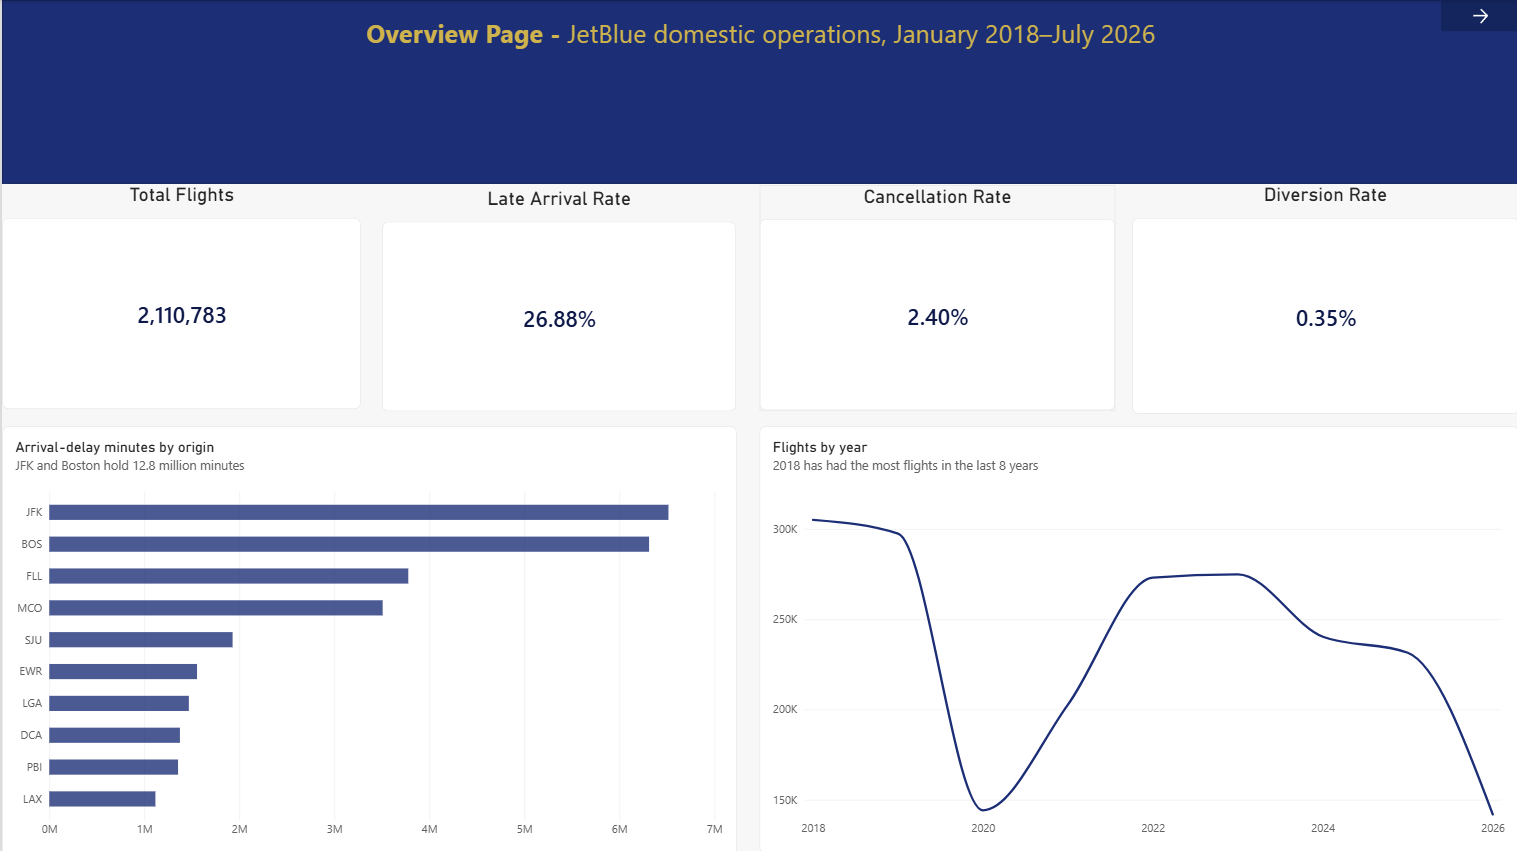 Overview Page - JetBlue domestic operations, January 2018–July 2026
Total Flights
Late Arrival Rate
Cancellation Rate
Diversion Rate
2,110,783
26.88%
2.40%
0.35%
Arrival-delay minutes by origin
JFK and Boston hold 12.8 million minutes
JFK
BOS
FLL
MCO
SJU
EWR
LGA
DCA
PBI
LAX
0M 1M 2M 3M 4M 5M 6M 7M
Flights by year
2018 has had the most flights in the last 8 years
300K
250K
200K
150K
2018 2020 2022 2024 2026